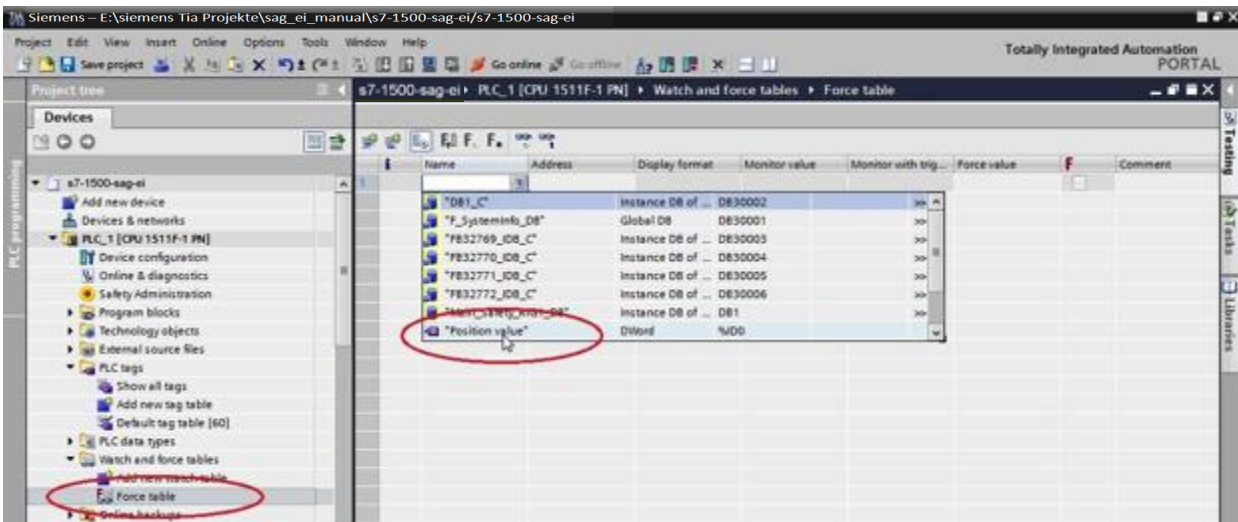 Siemens – E:\siemens Tia Projekte\sag_ei_manual\s7-1500-sag-ei/s7-1500-sag-ei
Project Edit View Insert Online Options Tools Window Help
Save project Go online Go offline
Totally Integrated Automation
PORTAL
Project tree
s7-1500-sag-ei PLC_1 [CPU 1511F-1 PN] Watch and force tables Force table
Devices
i Name Address Display format Monitor value Monitor with trig... Force value F Comment
1
s7-1500-sag-ei
Add new device
Devices & networks
PLC_1 [CPU 1511F-1 PN]
Device configuration
Online & diagnostics
Safety Administration
Program blocks
Technology objects
External source files
PLC tags
Show all tags
Add new tag table
Default tag table [60]
PLC data types
Watch and force tables
Add new watch table
Force table
Online backups
"DB1_C" Instance DB of ... DB30002
"F_SystemInfo_DB" Global DB DB30001
"FB32769_IDB_C" Instance DB of ... DB30003
"FB32770_IDB_C" Instance DB of ... DB30004
"FB32771_IDB_C" Instance DB of ... DB30005
"FB32772_IDB_C" Instance DB of ... DB30006
"Main_Safety_RTG1_DB" Instance DB of ... DB1
"Position value" DWord %ID0
PLC programming
Testing
Tasks
Libraries